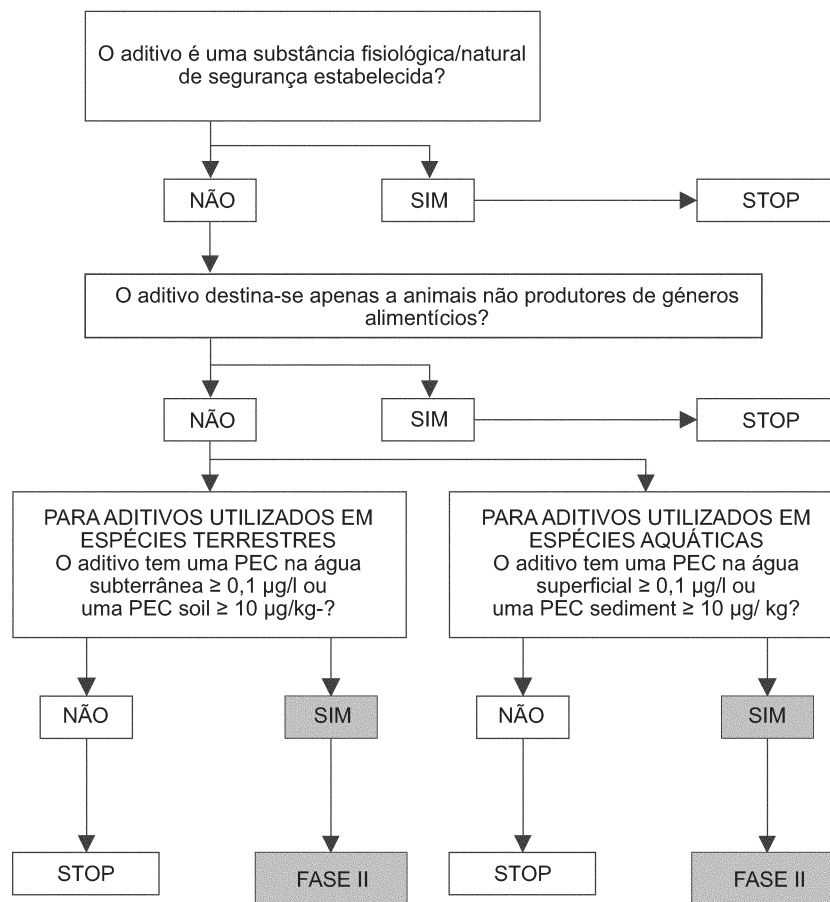 O aditivo é uma substância fisiológica/natural
de segurança estabelecida?
NÃO
SIM
STOP
O aditivo destina-se apenas a animais não produtores de géneros
alimentícios?
NÃO
SIM
STOP
PARA ADITIVOS UTILIZADOS EM
ESPÉCIES TERRESTRES
O aditivo tem uma PEC na água
subterrânea ≥ 0,1 µg/l ou
uma PEC soil ≥ 10 µg/kg-?
PARA ADITIVOS UTILIZADOS EM
ESPÉCIES AQUÁTICAS
O aditivo tem uma PEC na água
superficial ≥ 0,1 µg/l ou
uma PEC sediment ≥ 10 µg/ kg?
NÃO
SIM
NÃO
SIM
STOP
FASE II
STOP
FASE II